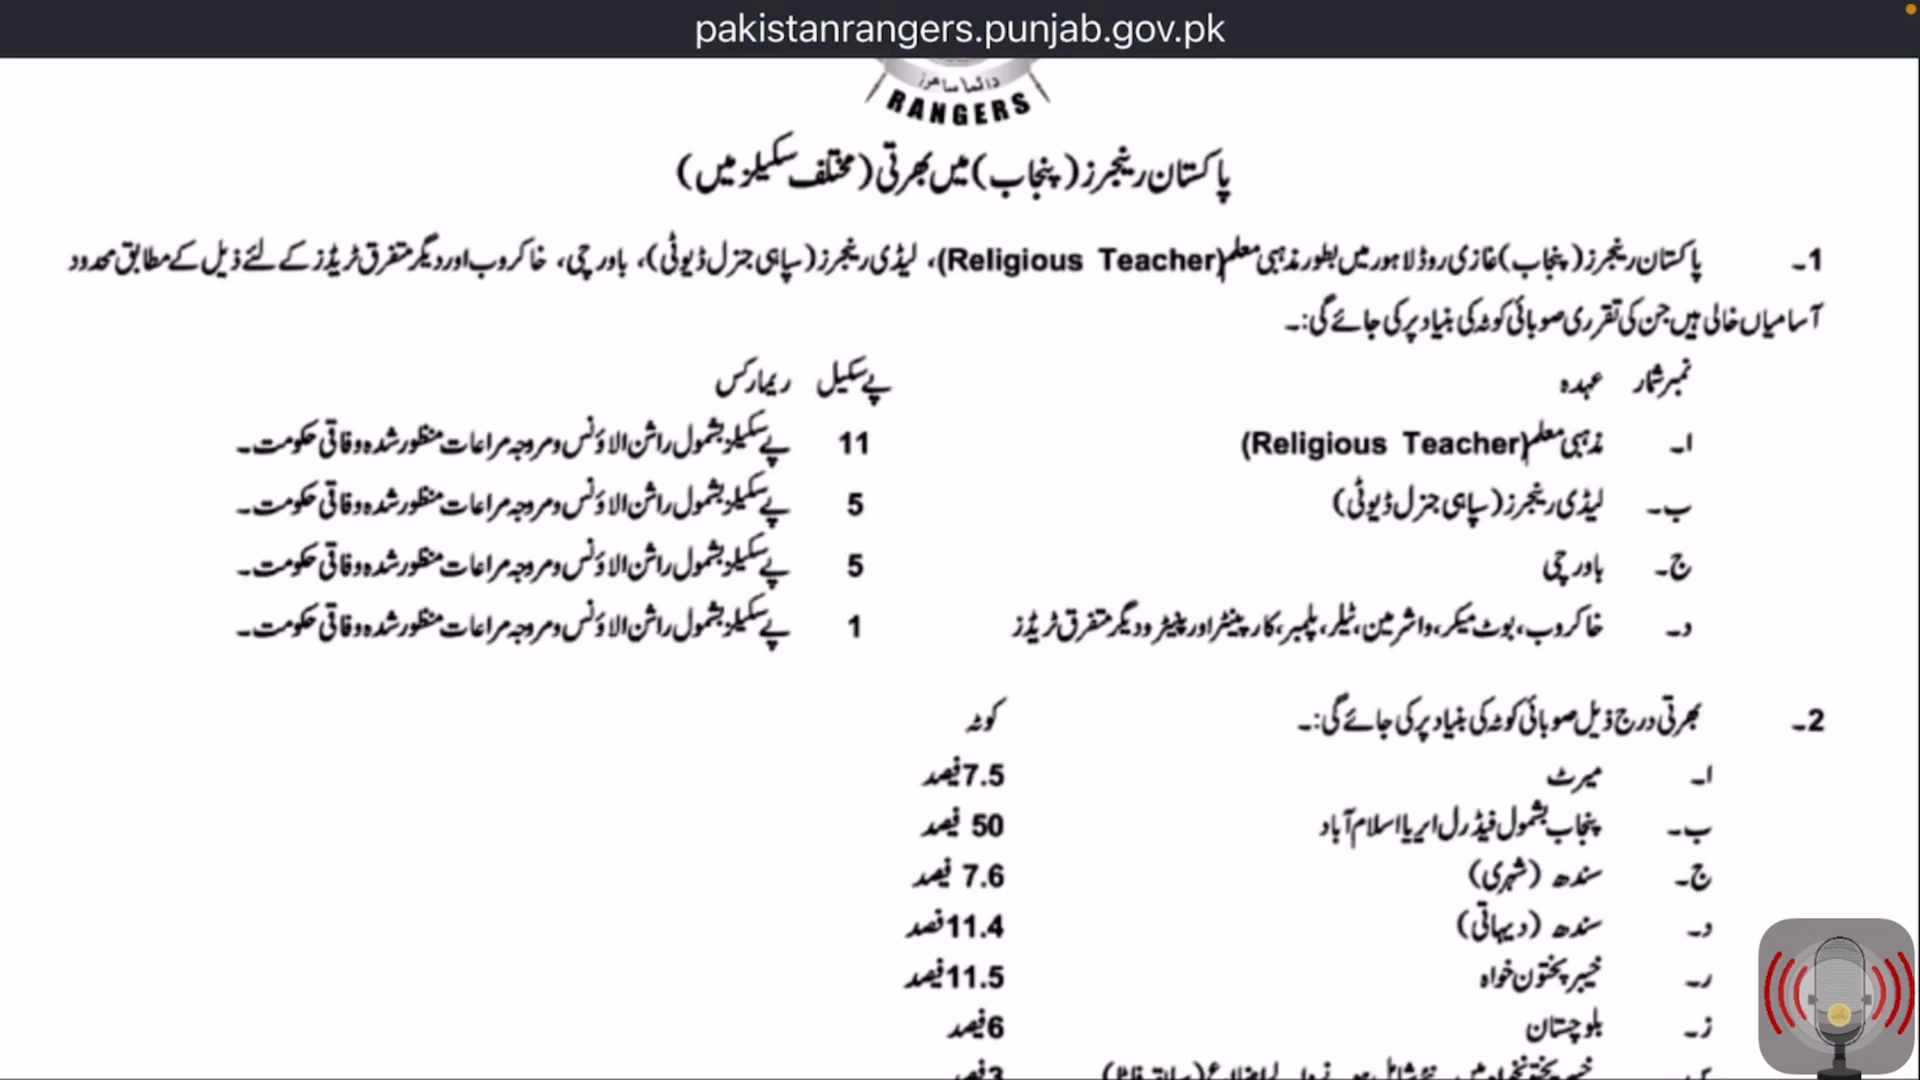 pakistanrangers.punjab.gov.pk
RANGERS
پاکستان رینجرز (پنجاب) میں بھرتی (مختلف سکیلز میں)
1۔ پاکستان رینجرز (پنجاب) غازی روڈ لاہور میں بطور مذہبی معلم (Religious Teacher)، لیڈی رینجرز (سپاہی جنرل ڈیوٹی)، باورچی، خاکروب اور دیگر متفرق ٹریڈز کے لئے ذیل کے مطابق محدود
آسامیاں خالی ہیں جن کی تقرری صوبائی کوٹہ کی بنیاد پر کی جائے گی:۔
نمبر شمار عہدہ پے سکیل ریمارکس
ا۔ مذہبی معلم (Religious Teacher) 11 پے سکیلز بشمول راشن الاؤنس و مروجہ مراعات منظور شدہ وفاقی حکومت۔
ب۔ لیڈی رینجرز (سپاہی جنرل ڈیوٹی) 5 پے سکیلز بشمول راشن الاؤنس و مروجہ مراعات منظور شدہ وفاقی حکومت۔
ج۔ باورچی 5 پے سکیلز بشمول راشن الاؤنس و مروجہ مراعات منظور شدہ وفاقی حکومت۔
د۔ خاکروب، بوٹ میکر، واشرمین، ٹیلر، پلمبر، کارپینٹر اور پینٹر و دیگر متفرق ٹریڈز 1 پے سکیلز بشمول راشن الاؤنس و مروجہ مراعات منظور شدہ وفاقی حکومت۔
2۔ بھرتی درج ذیل صوبائی کوٹہ کی بنیاد پر کی جائے گی:۔ کوٹہ
ا۔ میرٹ 7.5 فیصد
ب۔ پنجاب بشمول فیڈرل ایریا اسلام آباد 50 فیصد
ج۔ سندھ (شہری) 7.6 فیصد
د۔ سندھ (دیہاتی) 11.4 فصد
ر۔ خیبر پختون خواہ 11.5 فیصد
ز۔ بلوچستان 6 فیصد